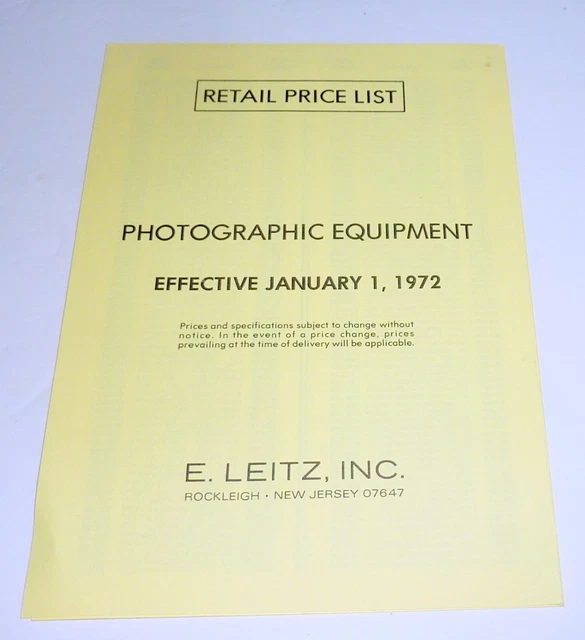 RETAIL PRICE LIST
PHOTOGRAPHIC EQUIPMENT
EFFECTIVE JANUARY 1, 1972
Prices and specifications subject to change without
notice. In the event of a price change, prices
prevailing at the time of delivery will be applicable.
E. LEITZ, INC.
ROCKLEIGH • NEW JERSEY 07647